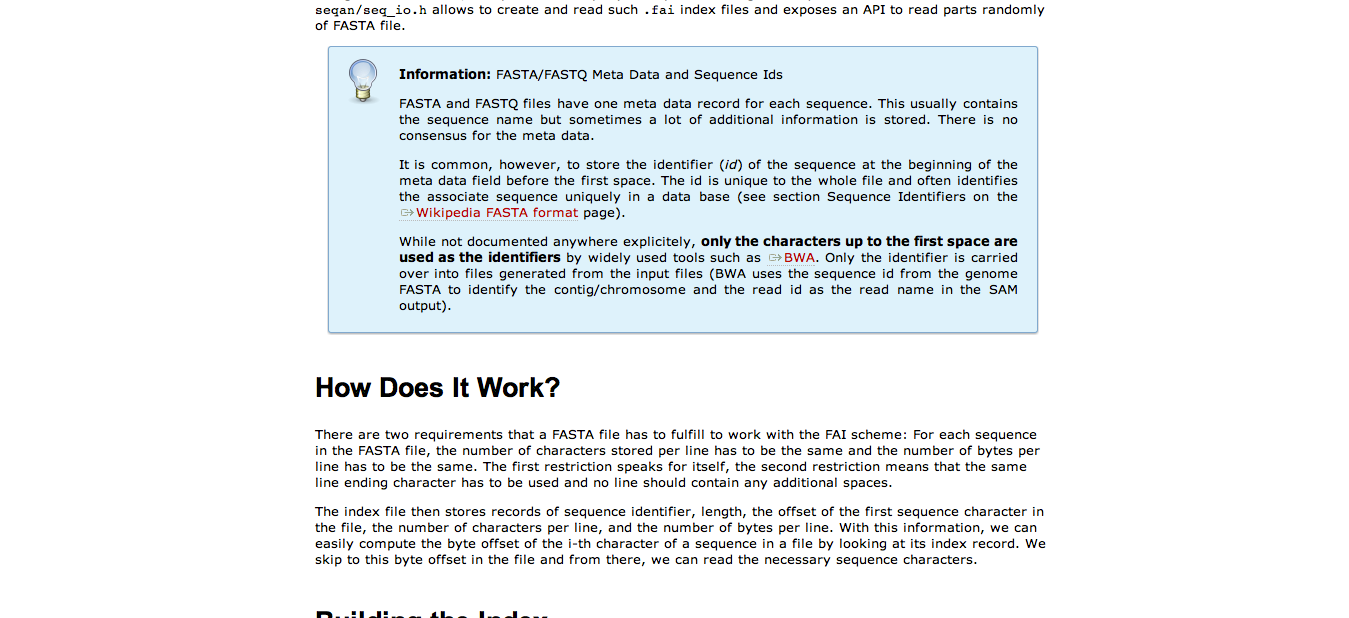 seqan/seq_io.h allows to create and read such .fai index files and exposes an API to read parts randomly
of FASTA file.
Information: FASTA/FASTQ Meta Data and Sequence Ids
FASTA and FASTQ files have one meta data record for each sequence. This usually contains
the sequence name but sometimes a lot of additional information is stored. There is no
consensus for the meta data.
It is common, however, to store the identifier (id) of the sequence at the beginning of the
meta data field before the first space. The id is unique to the whole file and often identifies
the associate sequence uniquely in a data base (see section Sequence Identifiers on the
Wikipedia FASTA format page).
While not documented anywhere explicitely, only the characters up to the first space are
used as the identifiers by widely used tools such as BWA. Only the identifier is carried
over into files generated from the input files (BWA uses the sequence id from the genome
FASTA to identify the contig/chromosome and the read id as the read name in the SAM
output).
How Does It Work?
There are two requirements that a FASTA file has to fulfill to work with the FAI scheme: For each sequence
in the FASTA file, the number of characters stored per line has to be the same and the number of bytes per
line has to be the same. The first restriction speaks for itself, the second restriction means that the same
line ending character has to be used and no line should contain any additional spaces.
The index file then stores records of sequence identifier, length, the offset of the first sequence character in
the file, the number of characters per line, and the number of bytes per line. With this information, we can
easily compute the byte offset of the i-th character of a sequence in a file by looking at its index record. We
skip to this byte offset in the file and from there, we can read the necessary sequence characters.
Building the Index